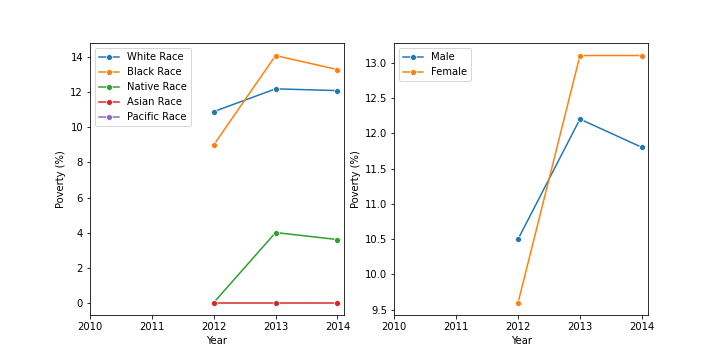 White Race
Black Race
Native Race
Asian Race
Pacific Race
14
12
10
8
6
4
2
0
Poverty (%)
2010 2011 2012 2013 2014
Year
Male
Female
13.0
12.5
12.0
11.5
11.0
10.5
10.0
9.5
Poverty (%)
2010 2011 2012 2013 2014
Year